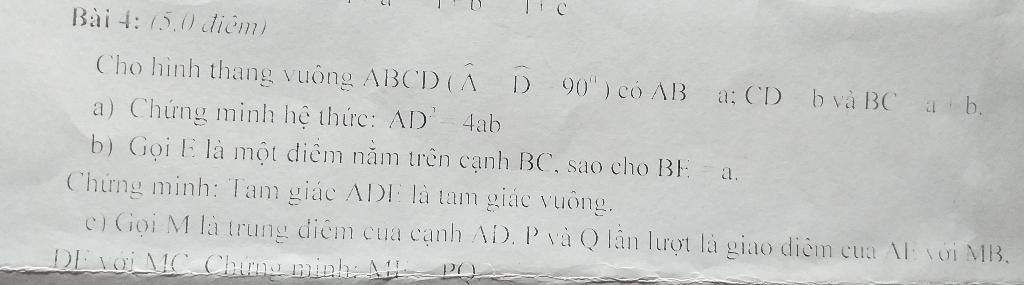 Bài 4: (5,0 điểm)
Cho hình thang vuông ABCD ( Â D̂ 90⁰ ) có AB a; CD b và BC a + b.
a) Chứng minh hệ thức: AD² = 4ab
b) Gọi E là một điểm nằm trên cạnh BC, sao cho BE = a.
Chứng minh: Tam giác ADE là tam giác vuông.
c) Gọi M là trung điểm của cạnh AD. P và Q lần lượt là giao điểm của AE với MB,
DE với MC. Chứng minh: ME PQ